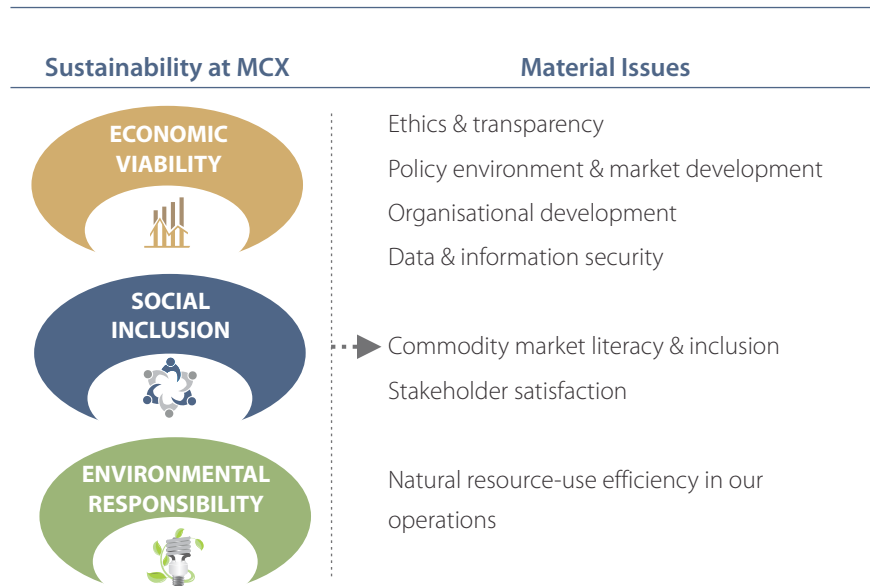 Sustainability at MCX
Material Issues
ECONOMIC
VIABILITY
Ethics & transparency
Policy environment & market development
Organisational development
Data & information security
SOCIAL
INCLUSION
Commodity market literacy & inclusion
Stakeholder satisfaction
ENVIRONMENTAL
RESPONSIBILITY
Natural resource-use efficiency in our
operations